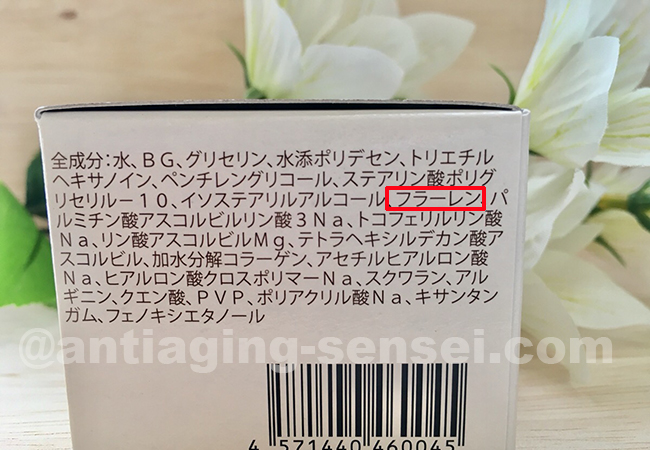 全成分:水、BG、グリセリン、水添ポリデセン、トリエチル
ヘキサノイン、ペンチレングリコール、ステアリン酸ポリグ
リセリル－10、イソステアリルアルコール、フラーレン、パ
ルミチン酸アスコルビルリン酸3Na、トコフェリルリン酸
Na、リン酸アスコルビルMg、テトラヘキシルデカン酸ア
スコルビル、加水分解コラーゲン、アセチルヒアルロン酸
Na、ヒアルロン酸クロスポリマーNa、スクワラン、アル
ギニン、クエン酸、PVP、ポリアクリル酸Na、キサンタン
ガム、フェノキシエタノール
@antiaging-sensei.com
4 571440 460045